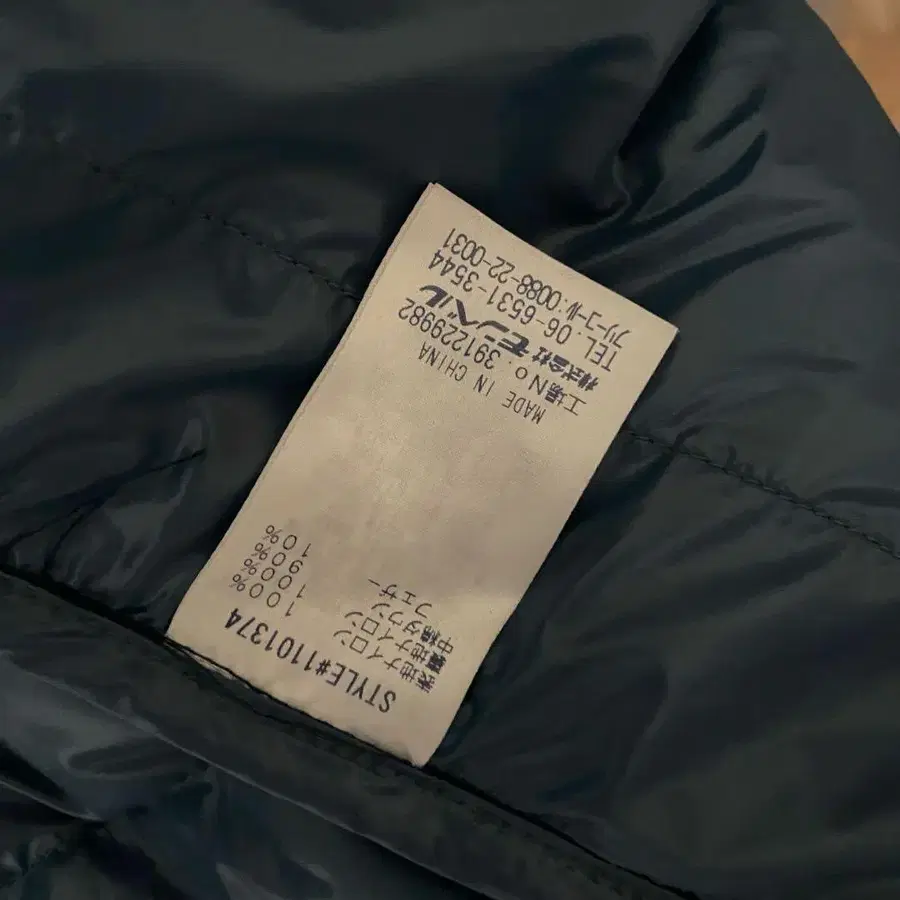 STYLE#1101374
表地ナイロン 100%
裏地ナイロン 100%
中綿ダウン 90%
フェザー 10%
MADE IN CHINA
工場No. 391229982
株式会社モンベル
TEL. 06-6531-3544
フリーコール. 0088-22-0031